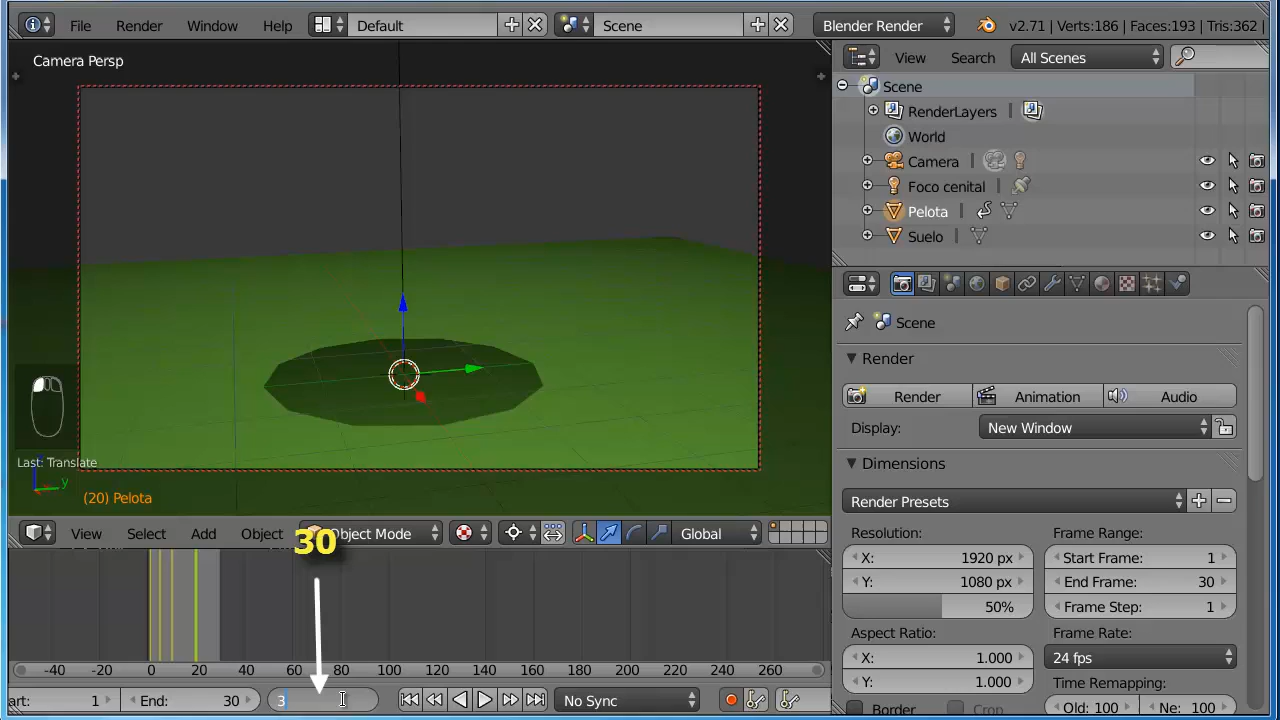 File Render Window Help Default Scene Blender Render v2.71 | Verts:186 | Faces:193 | Tris:362 |
Camera Persp
View Search All Scenes
Scene
RenderLayers |
World
Camera |
Foco cenital |
Pelota |
Suelo |
Scene
Render
Render Animation Audio
Display: New Window
Last: Translate
y
Dimensions
(20) Pelota
Render Presets
View Select Add Object Object Mode Global
30
Resolution: Frame Range:
X: 1920 px Start Frame: 1
Y: 1080 px End Frame: 30
50% Frame Step: 1
Aspect Ratio: Frame Rate:
X: 1.000 24 fps
Y: 1.000 Time Remapping
-40 -20 0 20 40 60 80 100 120 140 160 180 200 220 240 260
art: 1 End: 30 3 No Sync
Border Crop Old: 100 Ne: 100